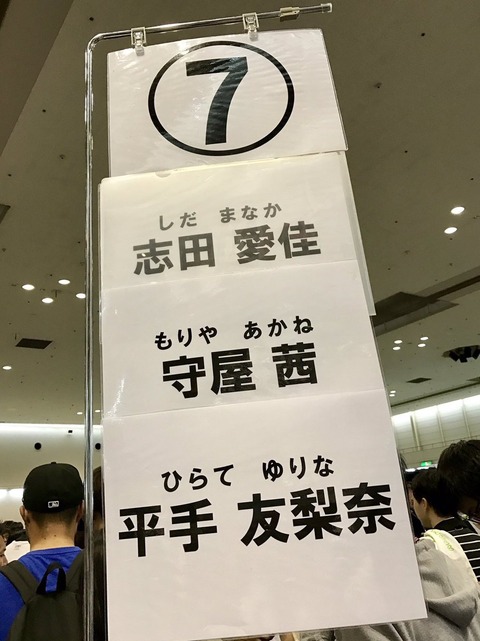 ⑦
しだ まなか
志田 愛佳
もりや あかね
守屋 茜
ひらて ゆりな
平手 友梨奈